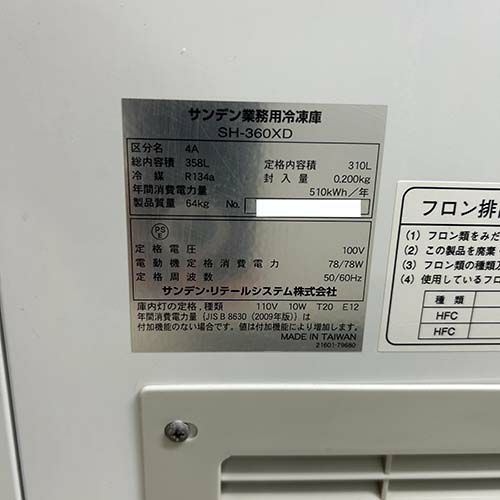 サンデン業務用冷凍庫
SH-360XD
区分名 4A
総内容積 358L 定格内容積 310L
冷媒 R134a 封入量 0.200kg
年間消費電力量 510kWh/年
製品質量 64kg No.
PS E
定格電圧 100V
電動機定格消費電力 78/78W
定格周波数 50/60Hz
サンデン・リテールシステム株式会社
庫内灯の定格,種類 110V 10W T20 E12
年間消費電力量 {JIS B 8630 (2009年版)} は
付加機能のない場合です。値は付加機能により増加します。
MADE IN TAIWAN
21601-79680
フロン排
(1) フロン類をみだ
(2) この製品を廃棄
(3) フロン類の種類及
(4) 使用しているフロ
種類
HFC
HFC